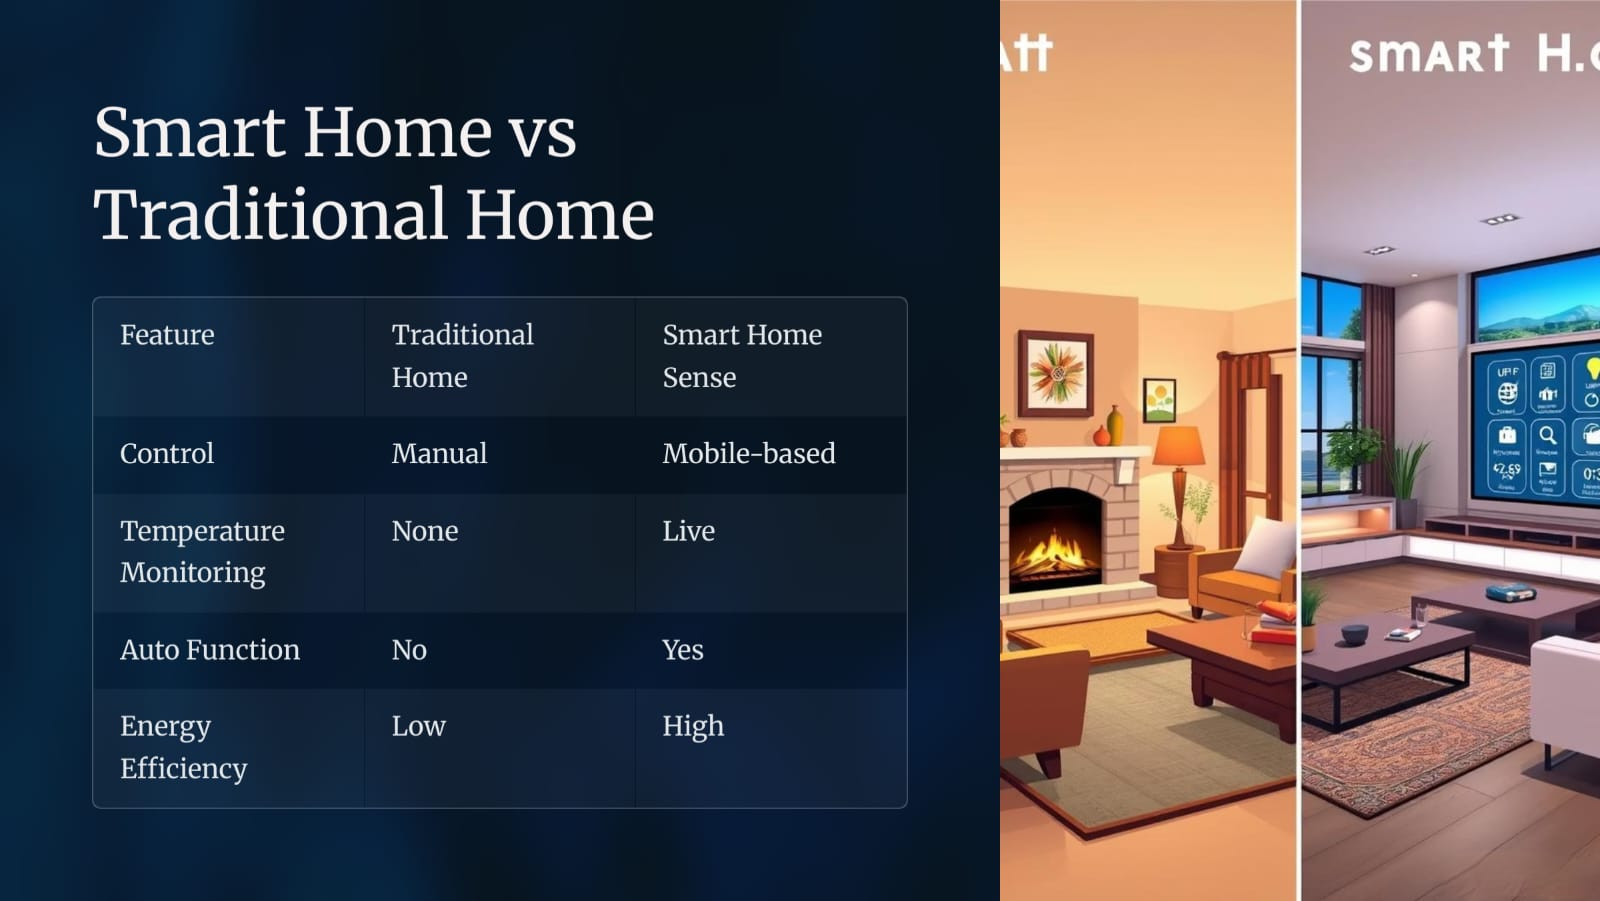 Smart Home vs
Traditional Home
Feature
Traditional
Home
Smart Home
Sense
Control
Manual
Mobile-based
Temperature
Monitoring
None
Live
Auto Function
No
Yes
Energy
Efficiency
Low
High
Att
smart H.